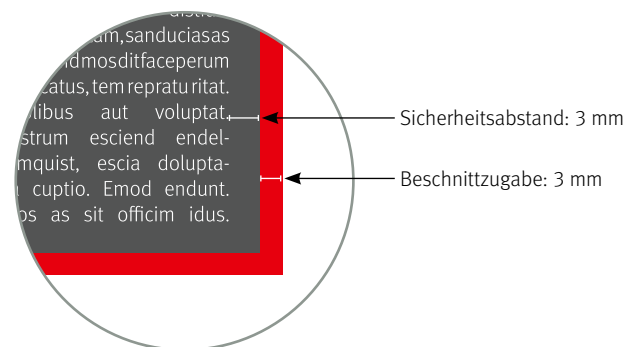 am,sanduciasas
idmosditfaceperum
catus, tem repratu ritat.
libus aut voluptat.
strum esciend endel-
mquist, escia dolupta-
cuptio. Emod endunt.
os as sit officim idus.
Sicherheitsabstand: 3 mm
Beschnittzugabe: 3 mm